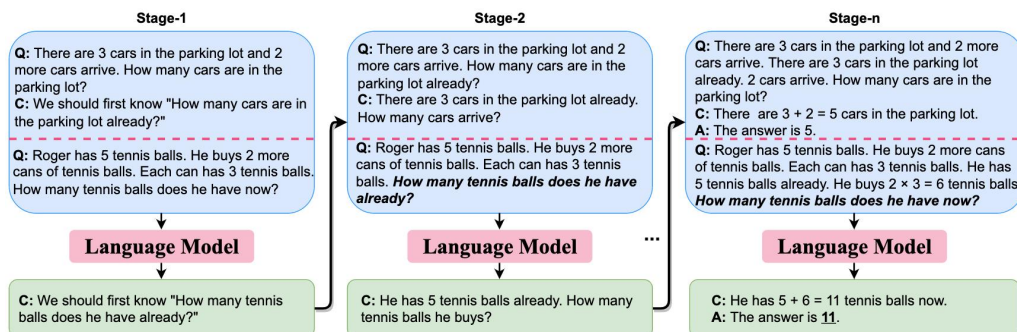 Stage-1
Q: There are 3 cars in the parking lot and 2
more cars arrive. How many cars are in the
parking lot?
C: We should first know "How many cars are in
the parking lot already?"
Q: Roger has 5 tennis balls. He buys 2 more
cans of tennis balls. Each can has 3 tennis balls.
How many tennis balls does he have now?
Language Model
C: We should first know "How many tennis
balls does he have already?"
Stage-2
Q: There are 3 cars in the parking lot and 2
more cars arrive. How many cars are in the
parking lot already?
C: There are 3 cars in the parking lot already.
How many cars arrive?
Q: Roger has 5 tennis balls. He buys 2 more
cans of tennis balls. Each can has 3 tennis
balls. How many tennis balls does he have
already?
Language Model
C: He has 5 tennis balls already. How many
tennis balls he buys?
...
Stage-n
Q: There are 3 cars in the parking lot and 2 more
cars arrive. There are 3 cars in the parking lot
already. 2 cars arrive. How many cars are in the
parking lot?
C: There are 3 + 2 = 5 cars in the parking lot.
A: The answer is 5.
Q: Roger has 5 tennis balls. He buys 2 more cans
of tennis balls. Each can has 3 tennis balls. He has
5 tennis balls already. He buys 2 × 3 = 6 tennis balls
How many tennis balls does he have now?
Language Model
C: He has 5 + 6 = 11 tennis balls now.
A: The answer is 11.